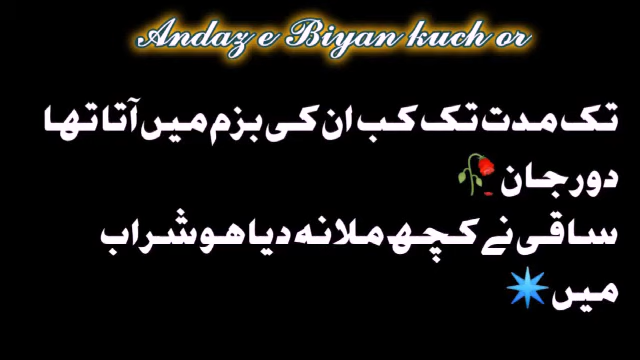 Andaz e Biyan kuch or
تک مدت تک کب ان کی بزم میں آتا تھا
دور جان🥀
ساقی نے کچھ ملا نہ دیا ھو شراب
میں✴